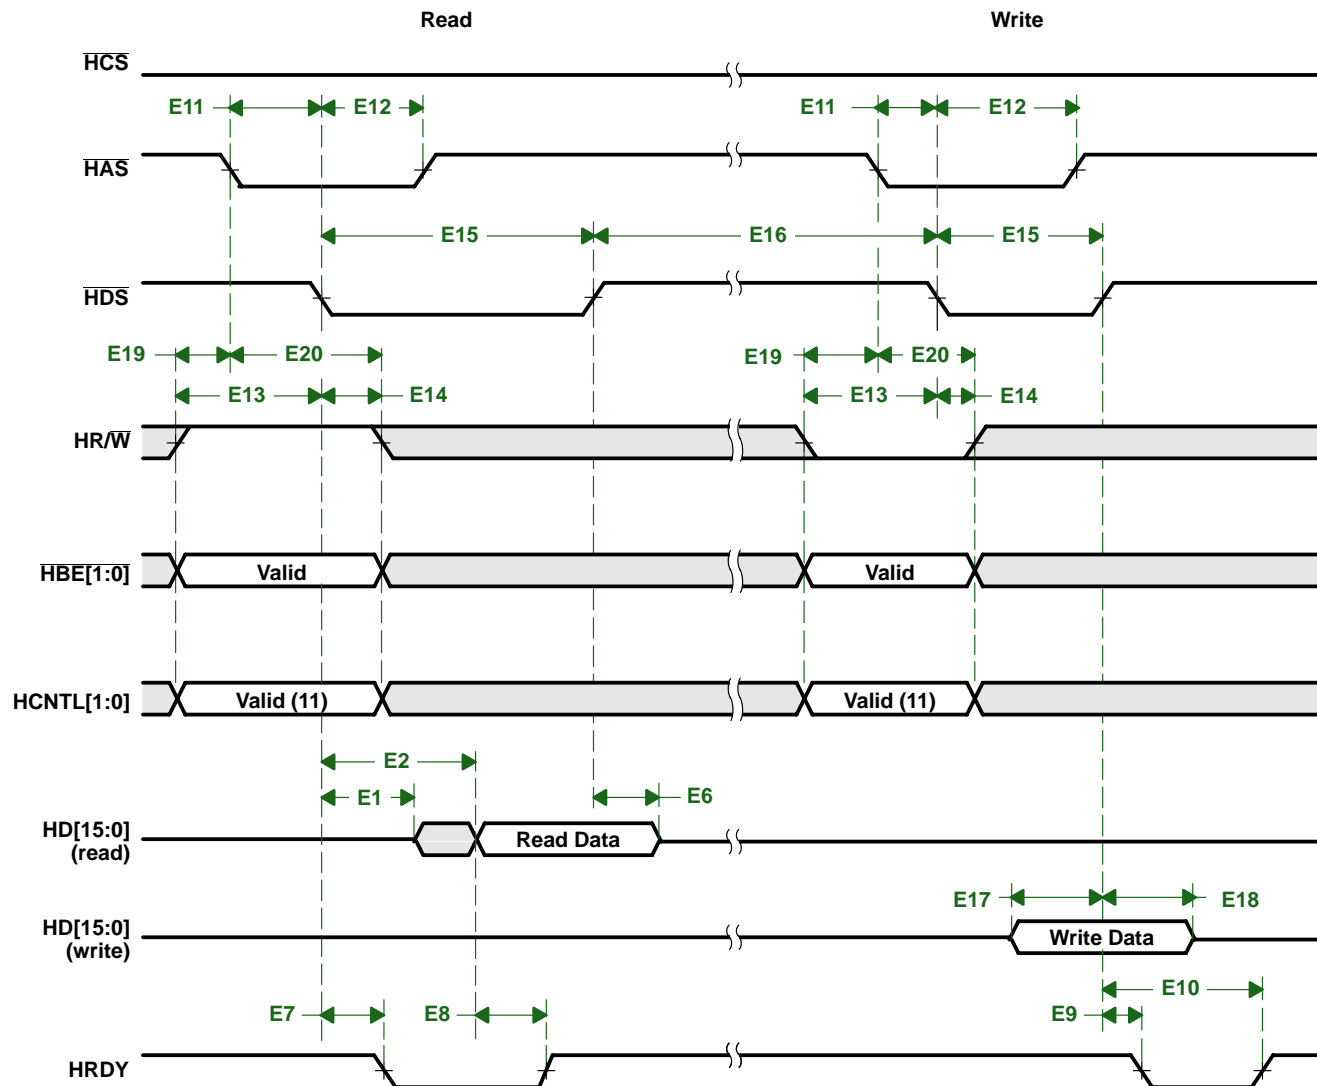 Read Write
HCS
E11 E12 E11 E12
HAS
E15 E16 E15
HDS
E19 E20 E19 E20
E13 E14 E13 E14
HR/W
HBE[1:0] Valid Valid
HCNTL[1:0] Valid (11) Valid (11)
E2
E1 E6
HD[15:0]
(read) Read Data
E17 E18
HD[15:0]
(write) Write Data
E10
E7 E8 E9
HRDY